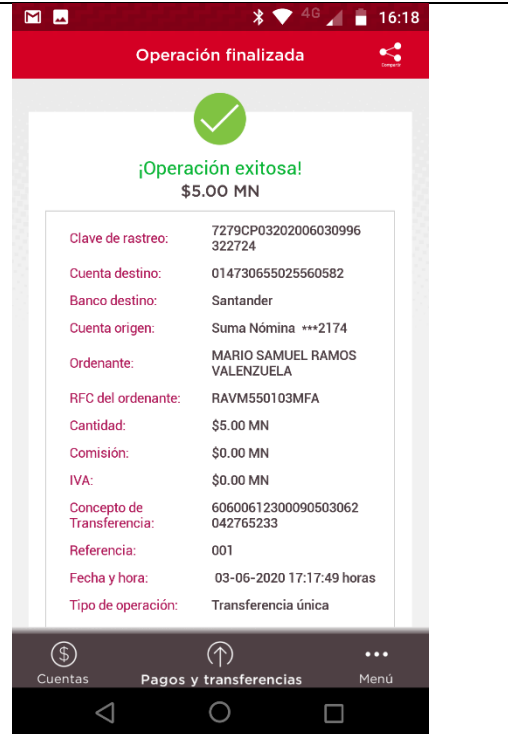 4G 16:18
Operación finalizada
Compartir
¡Operación exitosa!
$5.00 MN
Clave de rastreo: 7279CP03202006030996
322724
Cuenta destino: 014730655025560582
Banco destino: Santander
Cuenta origen: Suma Nómina ***2174
Ordenante: MARIO SAMUEL RAMOS
VALENZUELA
RFC del ordenante: RAVM550103MFA
Cantidad: $5.00 MN
Comisión: $0.00 MN
IVA: $0.00 MN
Concepto de 60600612300090503062
Transferencia: 042765233
Referencia: 001
Fecha y hora: 03-06-2020 17:17:49 horas
Tipo de operación: Transferencia única
Cuentas Pagos y transferencias Menú